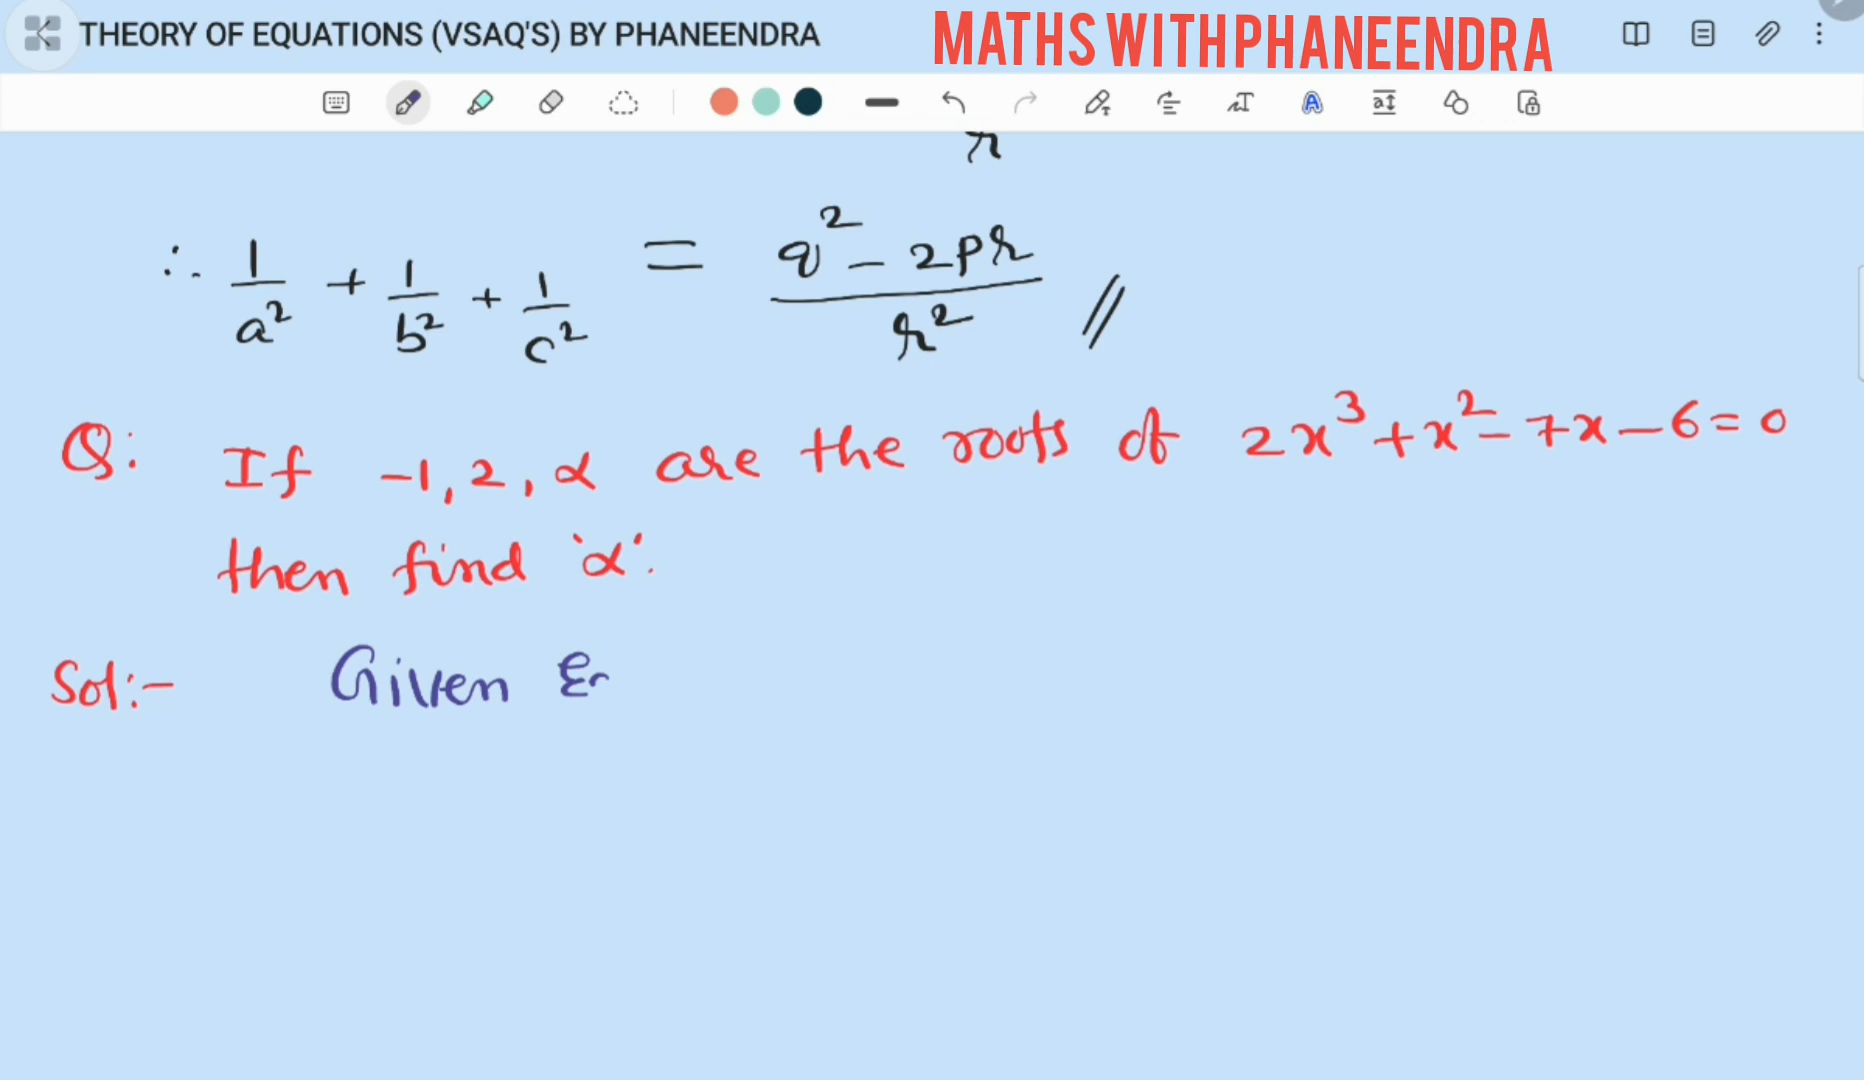 THEORY OF EQUATIONS (VSAQ'S) BY PHANEENDRA
MATHS WITH PHANEENDRA
r
∴ 1/a² + 1/b² + 1/c² = (q² - 2pr)/r² //
Q: If -1, 2, α are the roots of 2x³+x²-7x-6=0
then find 'α'.
Sol:- Given